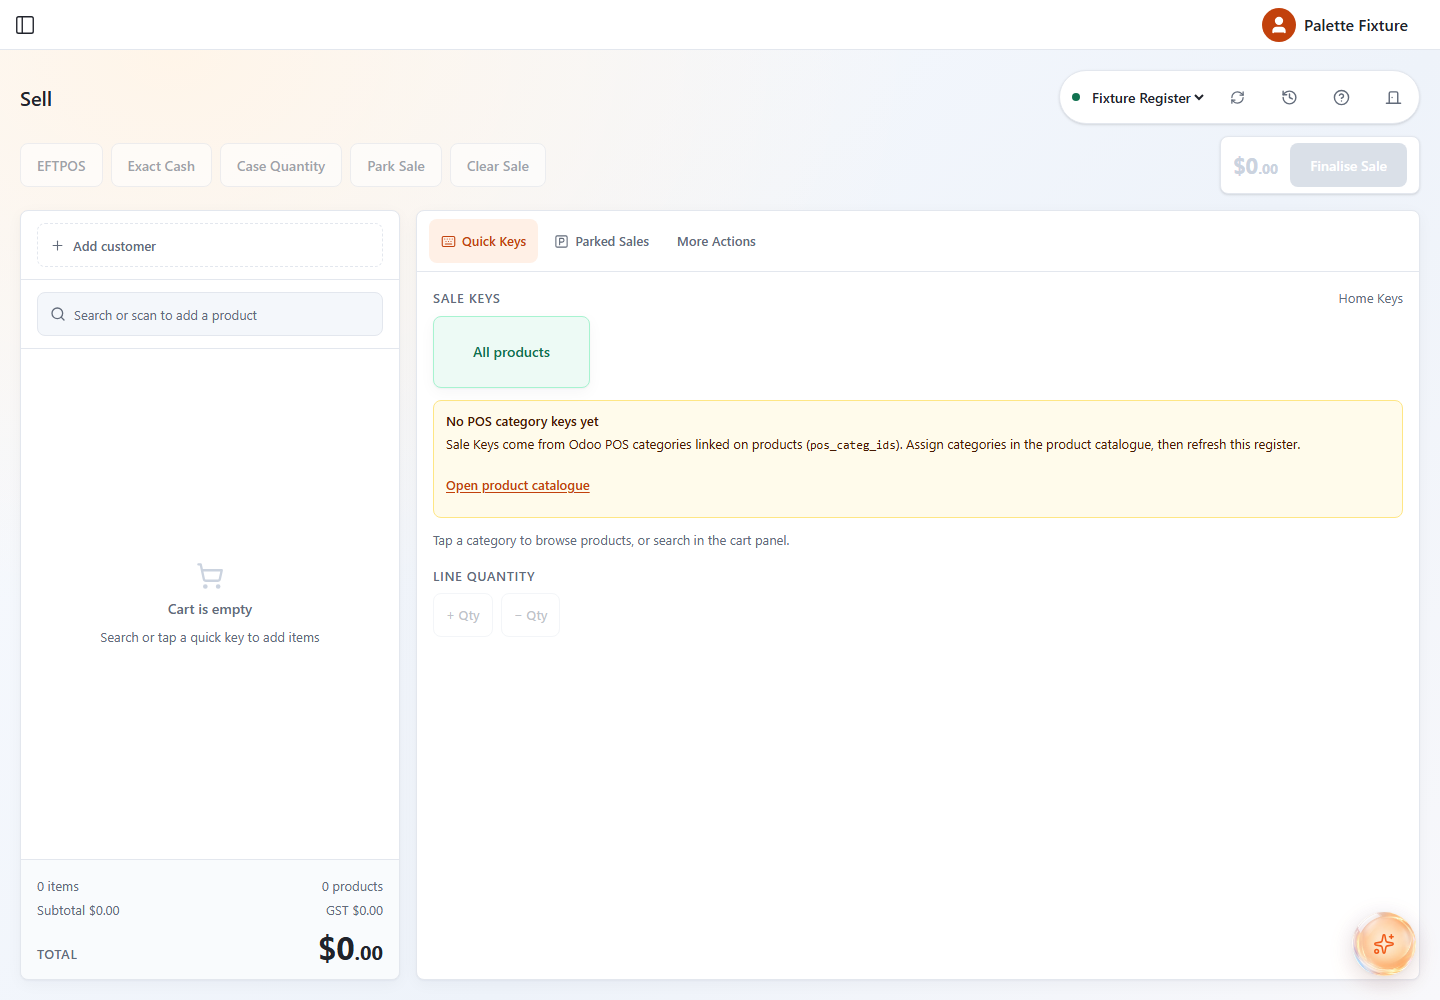 Palette Fixture
Sell
Fixture Register
EFTPOS
Exact Cash
Case Quantity
Park Sale
Clear Sale
$0.00
Finalise Sale
Add customer
Search or scan to add a product
Cart is empty
Search or tap a quick key to add items
0 items
0 products
Subtotal $0.00
GST $0.00
TOTAL
$0.00
Quick Keys
Parked Sales
More Actions
SALE KEYS
Home Keys
All products
No POS category keys yet
Sale Keys come from Odoo POS categories linked on products (pos_categ_ids). Assign categories in the product catalogue, then refresh this register.
Open product catalogue
Tap a category to browse products, or search in the cart panel.
LINE QUANTITY
+ Qty
− Qty